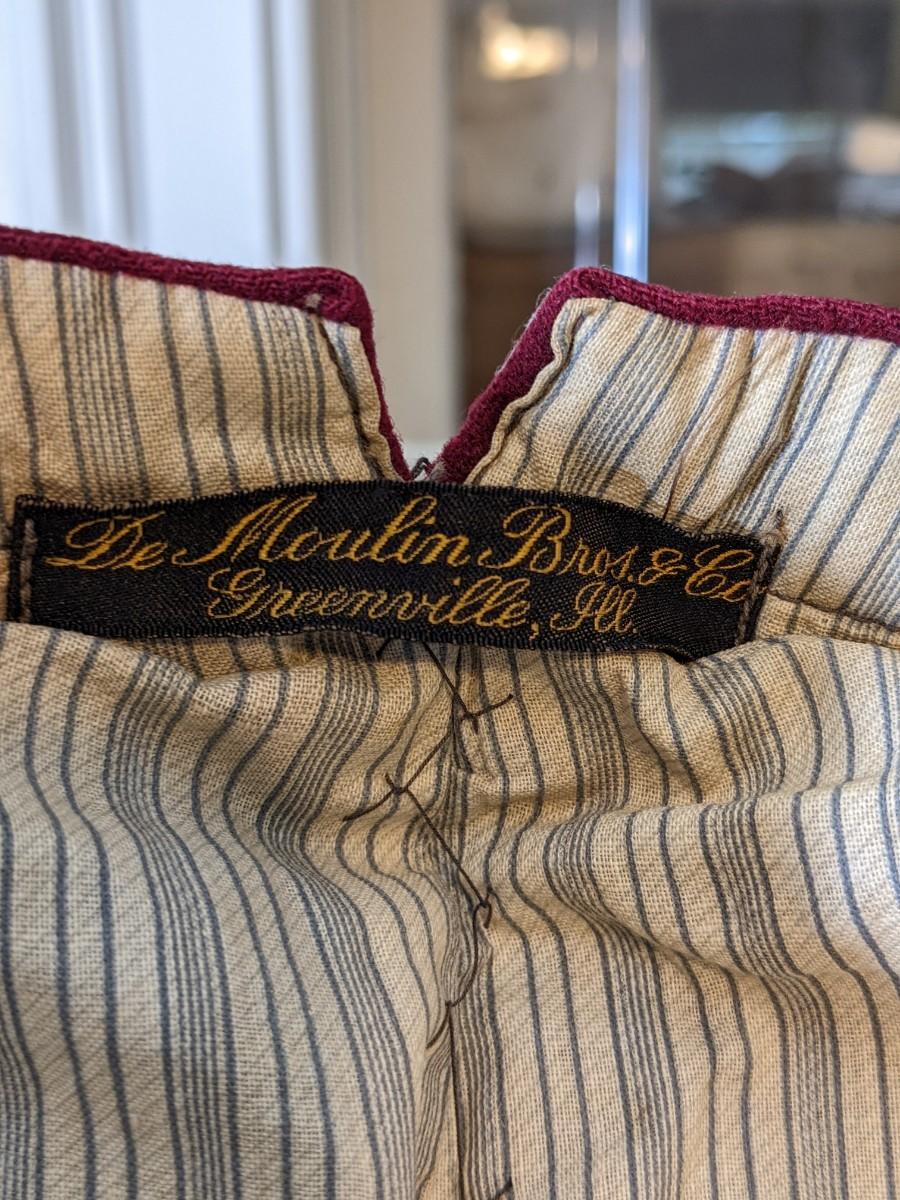 De Moulin Bros. & Co
Greenville, Ill.